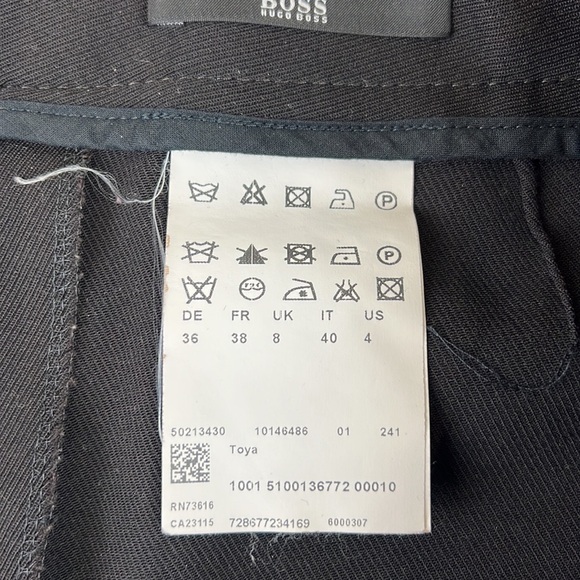 BOSS
HUGO BOSS
P
P
DE FR UK IT US
36 38 8 40 4
50213430 10146486 01 241
Toya
1001 5100136772 00010
RN73616
CA23115 728677234169 6000307